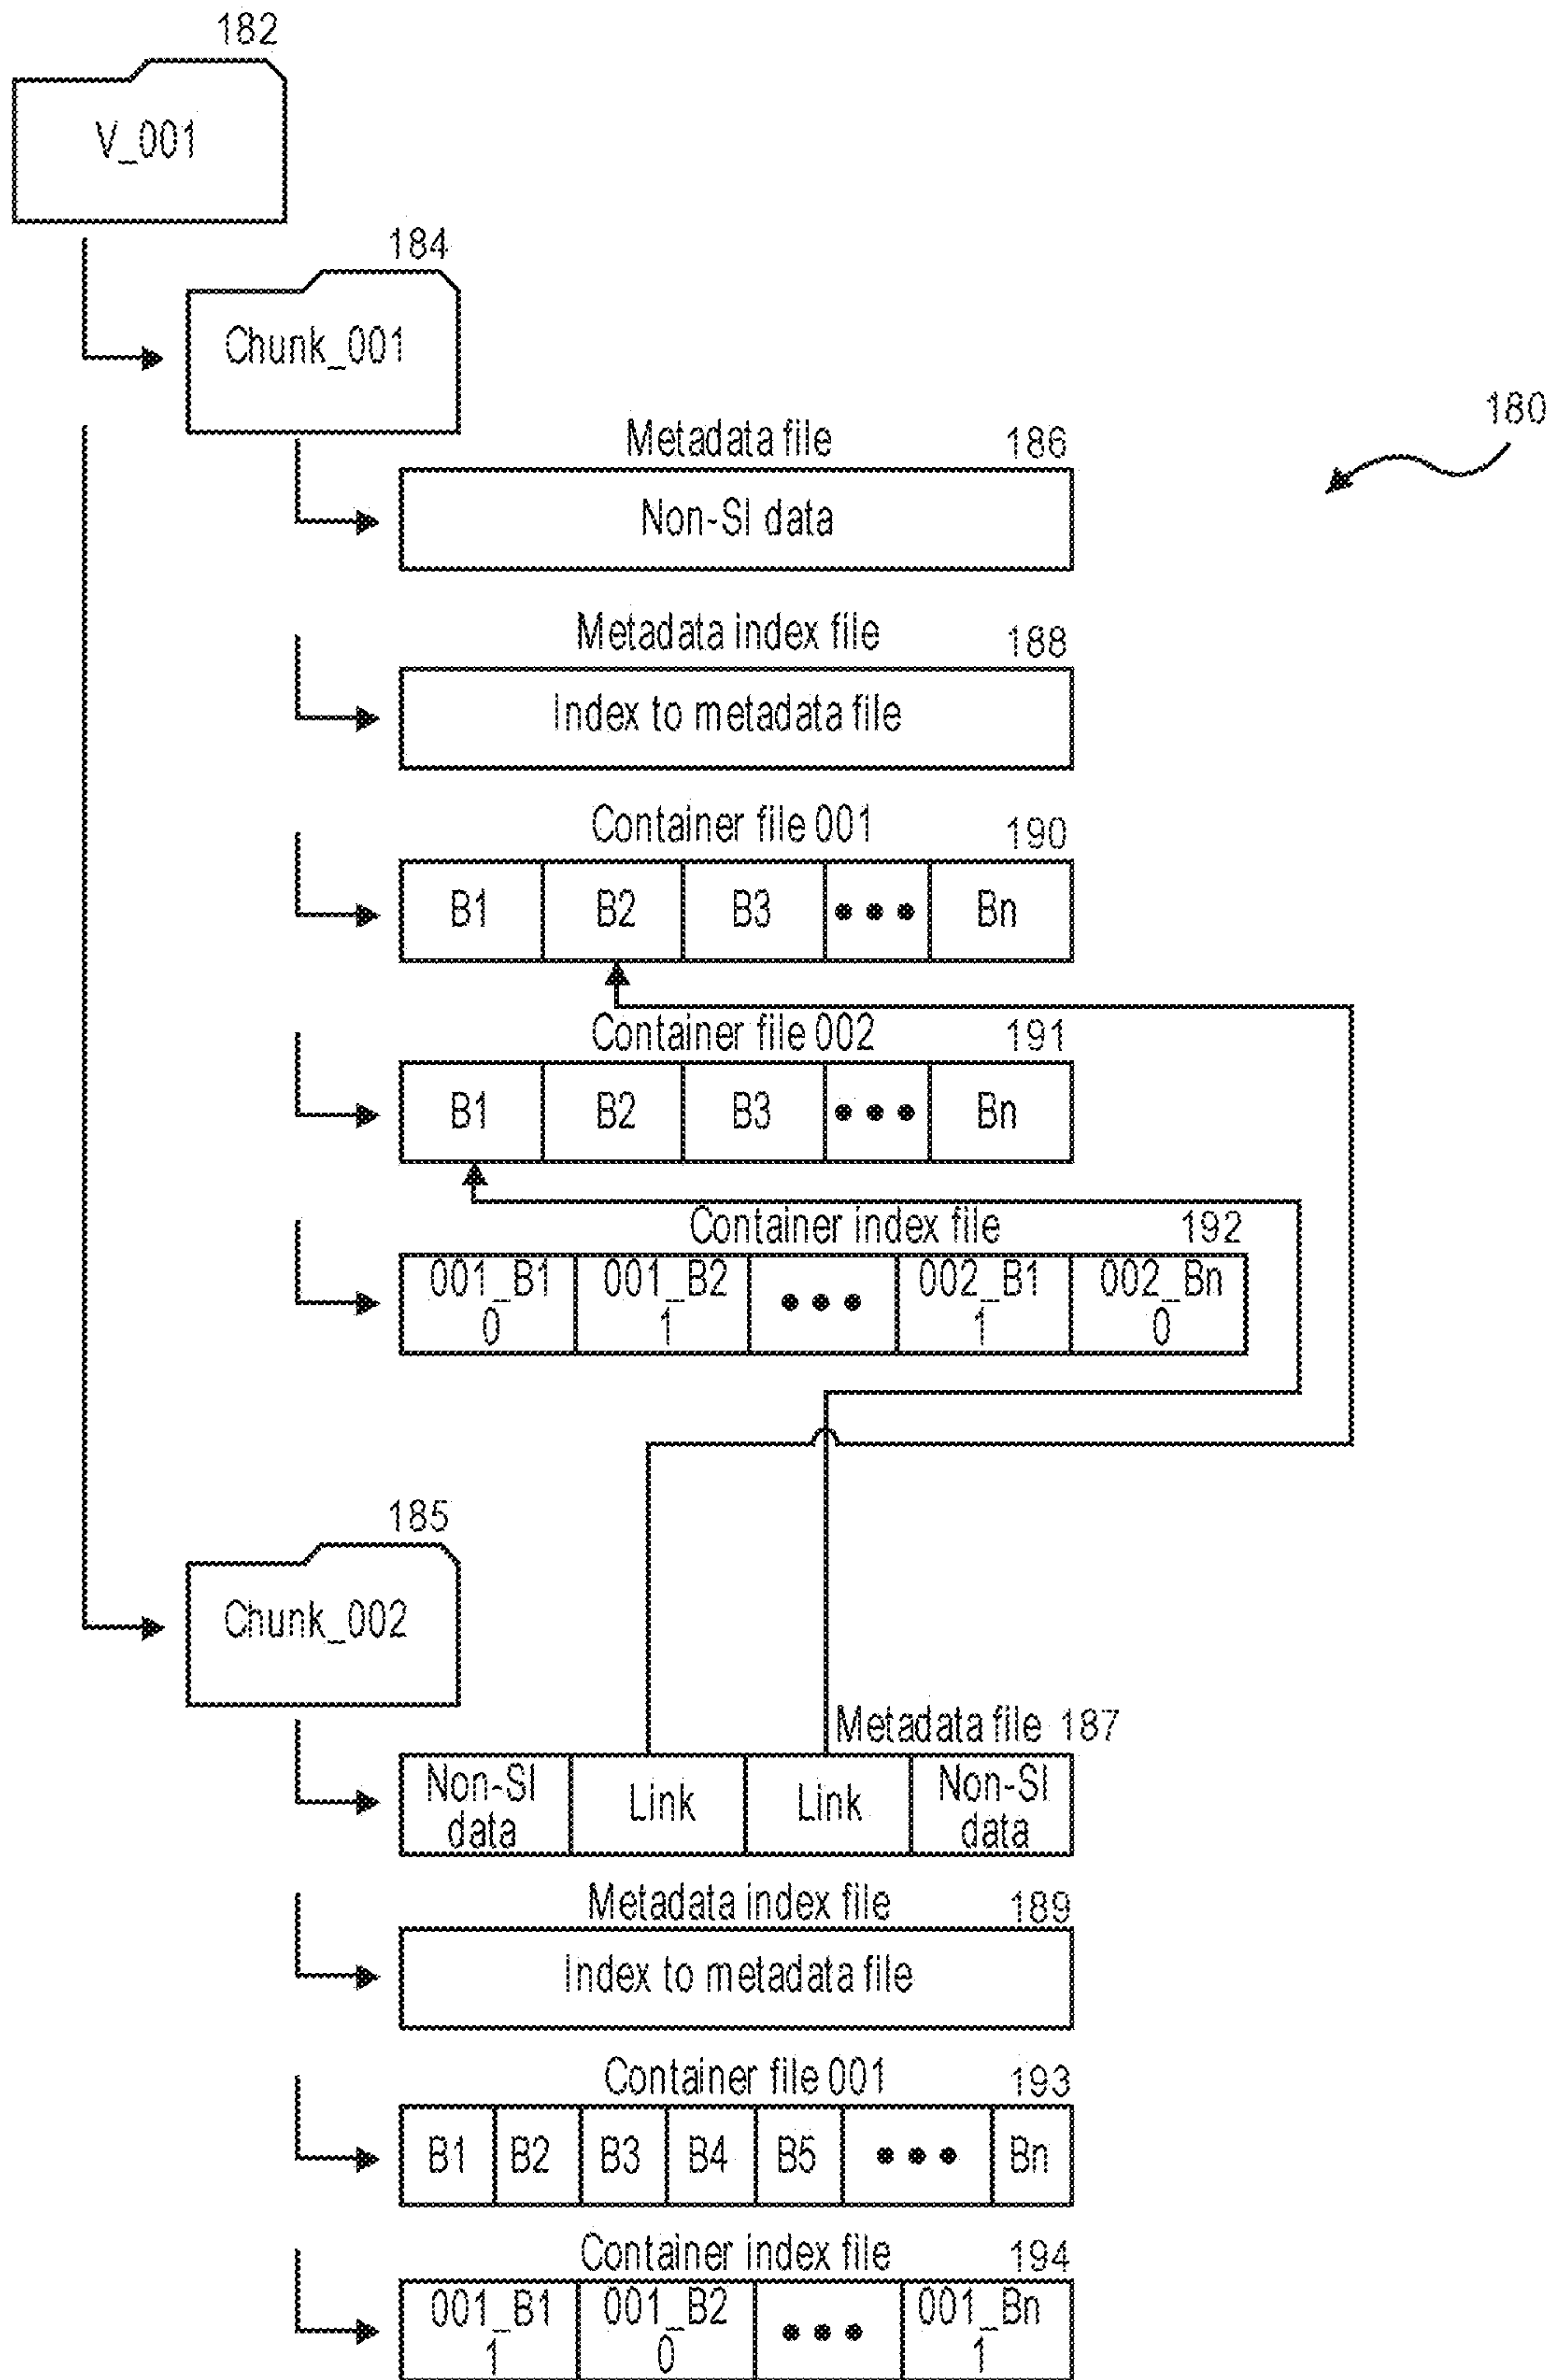 182
V_001
184
Chunk_001
180
Metadata file 186
Non-SI data
Metadata index file 188
Index to metadata file
Container file 001 190
B1 B2 B3 ••• Bn
Container file 002 191
B1 B2 B3 ••• Bn
Container index file 192
001_B1 001_B2 ••• 002_B1 002_Bn
0 1 1 0
185
Chunk_002
Metadata file 187
Non-SI Link Link Non-SI
data data
Metadata index file 189
Index to metadata file
Container file 001 193
B1 B2 B3 B4 B5 ••• Bn
Container index file 194
001_B1 001_B2 ••• 001_Bn
1 0 1